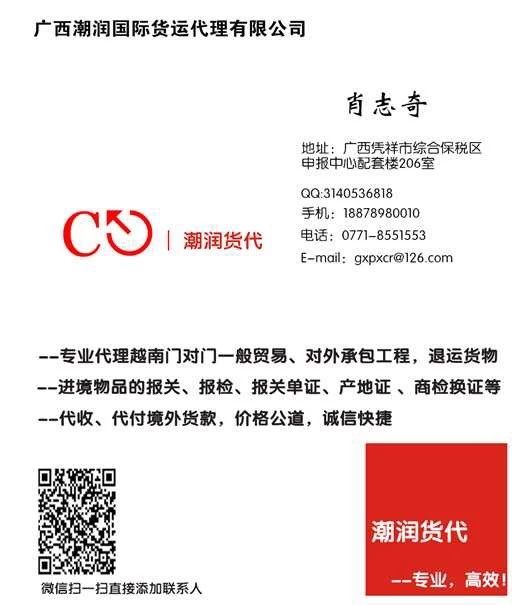 广西潮润国际货运代理有限公司
肖志奇
地址：广西凭祥市综合保税区
申报中心配套楼206室
QQ:3140536818
手机：18878980010
电话：0771-8551553
E-mail：gxpxcr@126.com
潮润货代
--专业代理越南门对门一般贸易、对外承包工程，退运货物
--进境物品的报关、报检、报关单证、产地证 、商检换证等
--代收、代付境外货款，价格公道，诚信快捷
潮润货代
--专业，高效！
微信扫一扫直接添加联系人